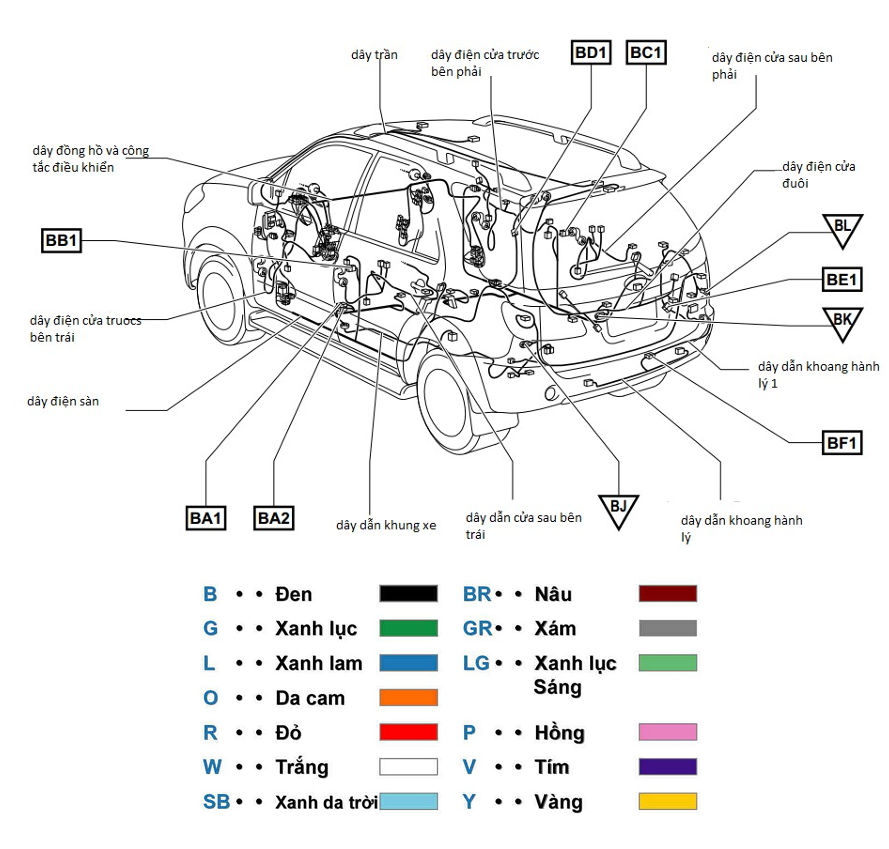 dây trần
dây điện cửa trước
bên phải
BD1
BC1
dây điện cửa sau bên
phải
dây đồng hồ và công
tắc điều khiển
dây điện cửa
đuôi
BB1
BL
BE1
BK
dây điện cửa truocs
bên trái
dây dẫn khoang hành
lý 1
dây điện sàn
BF1
BA1
BA2
dây dẫn khung xe
dây dẫn cửa sau bên
trái
BJ
dây dẫn khoang hành
lý
B • • Đen
BR • • Nâu
G • • Xanh lục
GR • • Xám
L • • Xanh lam
LG • • Xanh lục
Sáng
O • • Da cam
R • • Đỏ
P • • Hồng
W • • Trắng
V • • Tím
SB • • Xanh da trời
Y • • Vàng